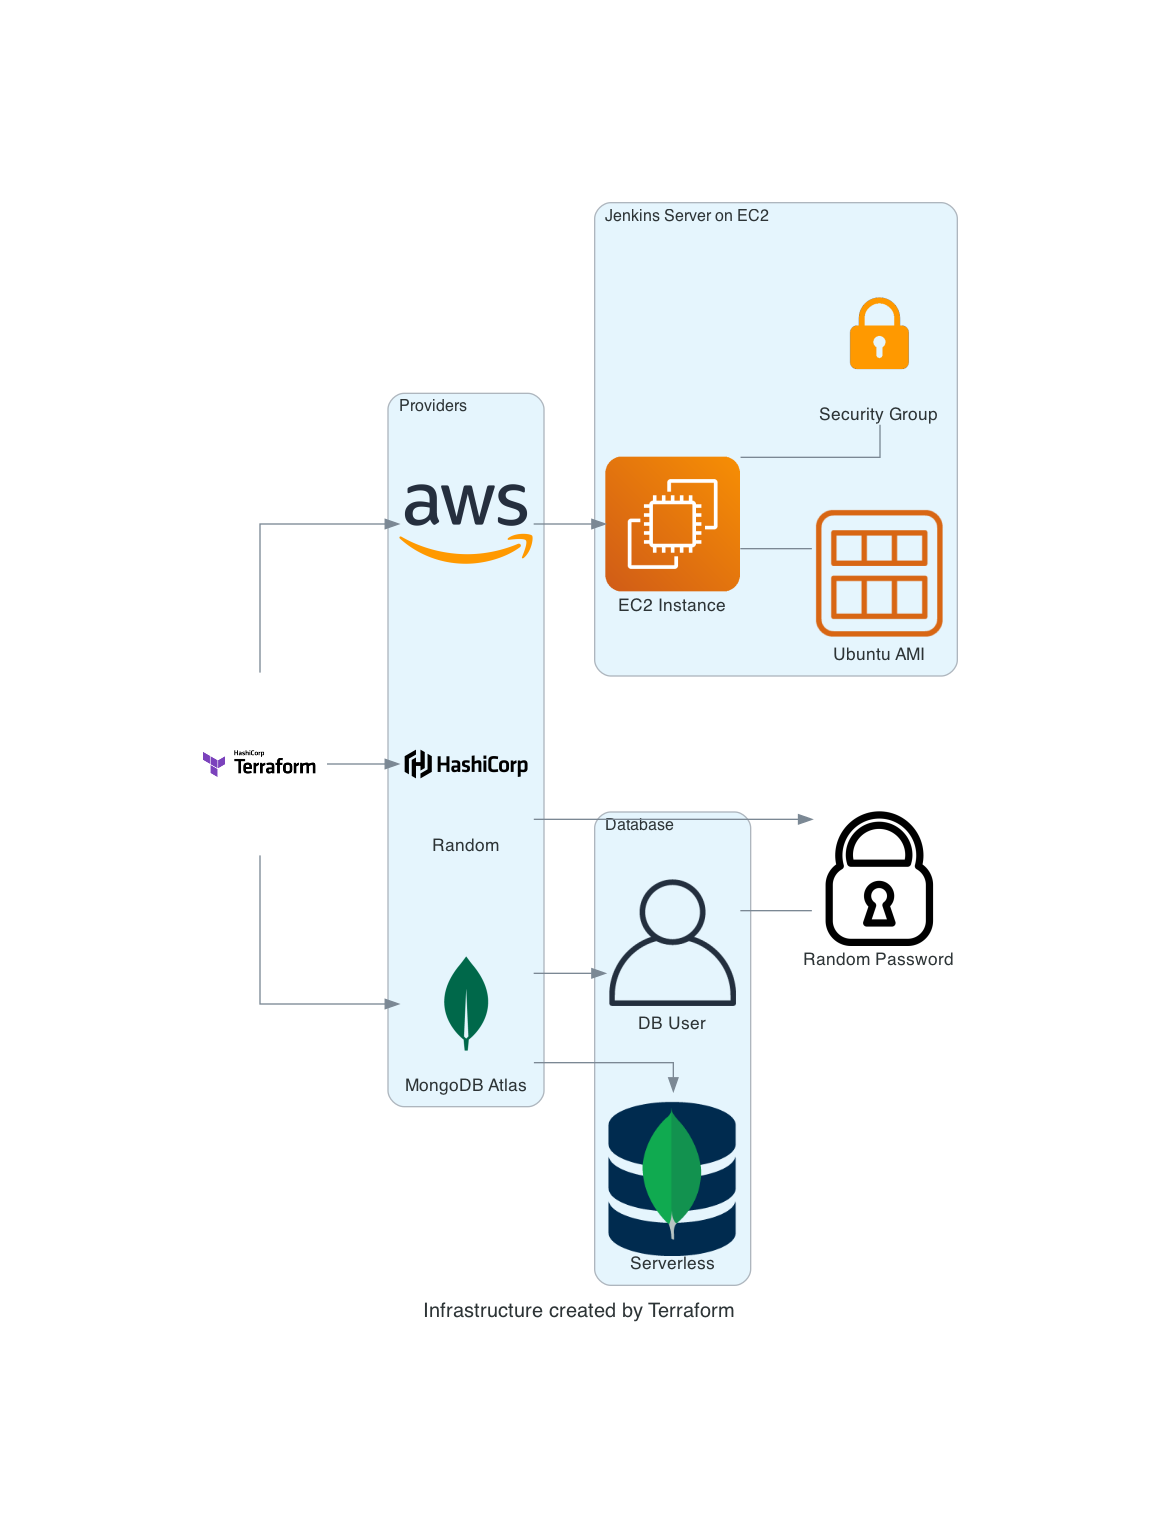 Jenkins Server on EC2
Security Group
Providers
aws
EC2 Instance
Ubuntu AMI
HashiCorp
Terraform
HashiCorp
Random
Database
Random Password
DB User
MongoDB Atlas
Serverless
Infrastructure created by Terraform